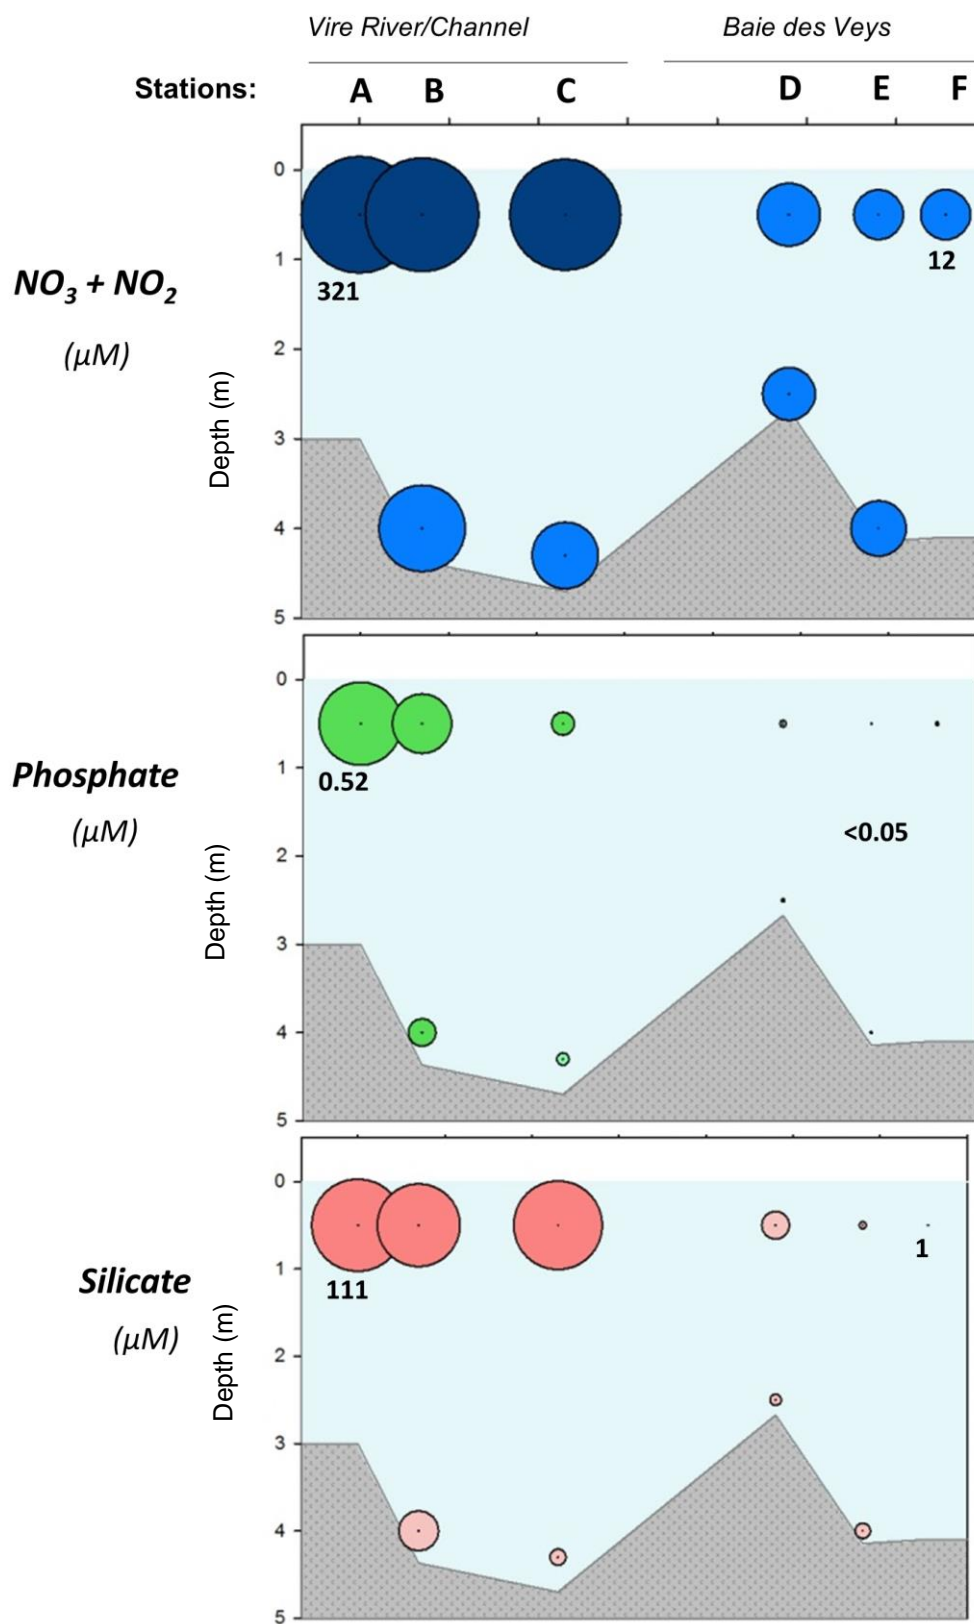 Vire River/Channel Baie des Veys
Stations: A B C D E F
0
1
2
3
4
5
NO₃ + NO₂
(µM)
Depth (m)
321
12
0
1
2
3
4
5
Phosphate
(µM)
Depth (m)
0.52
<0.05
0
1
2
3
4
5
Silicate
(µM)
Depth (m)
111
1